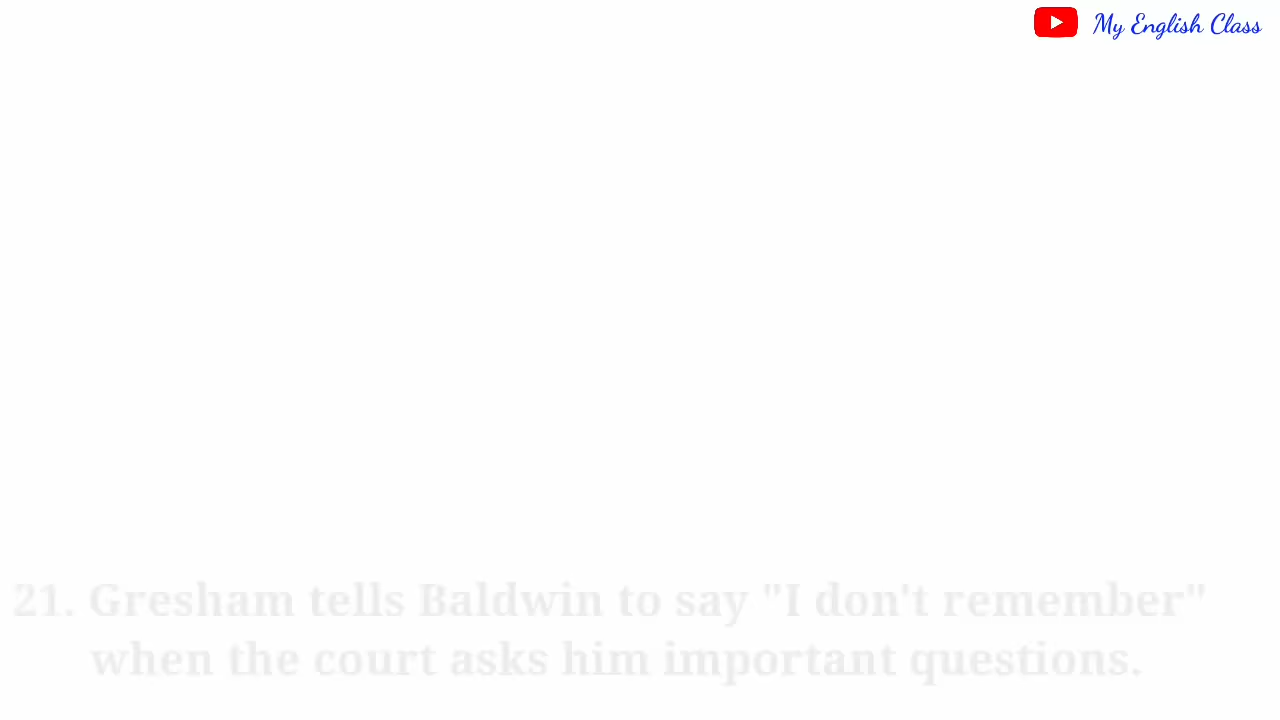 My English Class
21. Gresham tells Baldwin to say "I don't remember"
when the court asks him important questions.